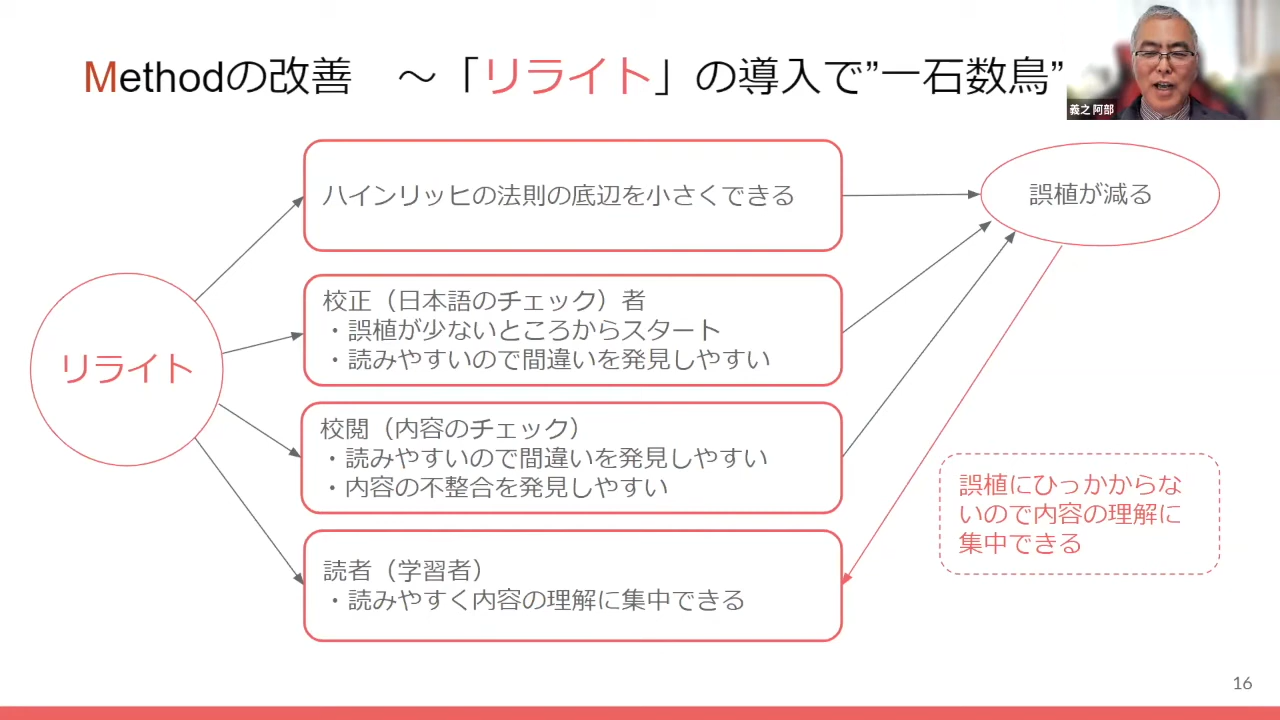 Methodの改善　～「リライト」の導入で”一石数鳥”
義之 阿部
ハインリッヒの法則の底辺を小さくできる
誤植が減る
校正（日本語のチェック）者
・誤植が少ないところからスタート
・読みやすいので間違いを発見しやすい
リライト
校閲（内容のチェック）
・読みやすいので間違いを発見しやすい
・内容の不整合を発見しやすい
誤植にひっかからな
いので内容の理解に
集中できる
読者（学習者）
・読みやすく内容の理解に集中できる
16